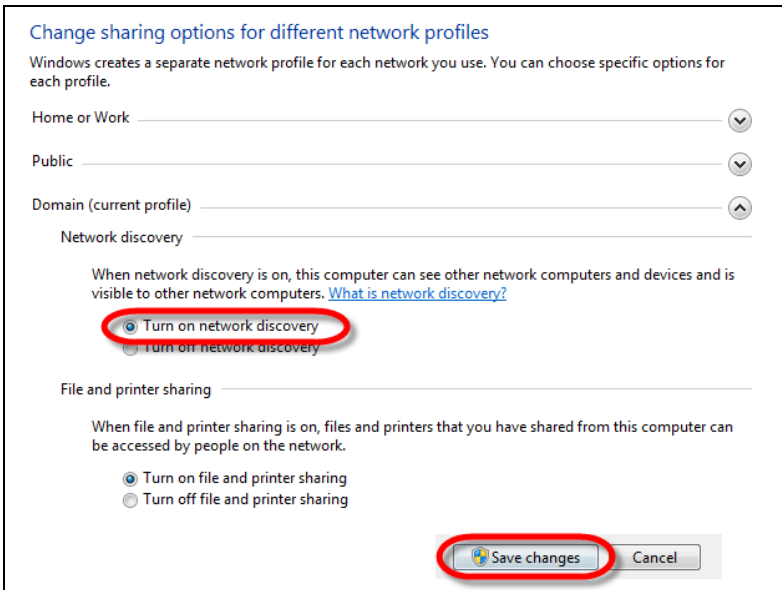 Change sharing options for different network profiles
Windows creates a separate network profile for each network you use. You can choose specific options for
each profile.
Home or Work
Public
Domain (current profile)
Network discovery
When network discovery is on, this computer can see other network computers and devices and is
visible to other network computers. What is network discovery?
Turn on network discovery
Turn off network discovery
File and printer sharing
When file and printer sharing is on, files and printers that you have shared from this computer can
be accessed by people on the network.
Turn on file and printer sharing
Turn off file and printer sharing
Save changes Cancel